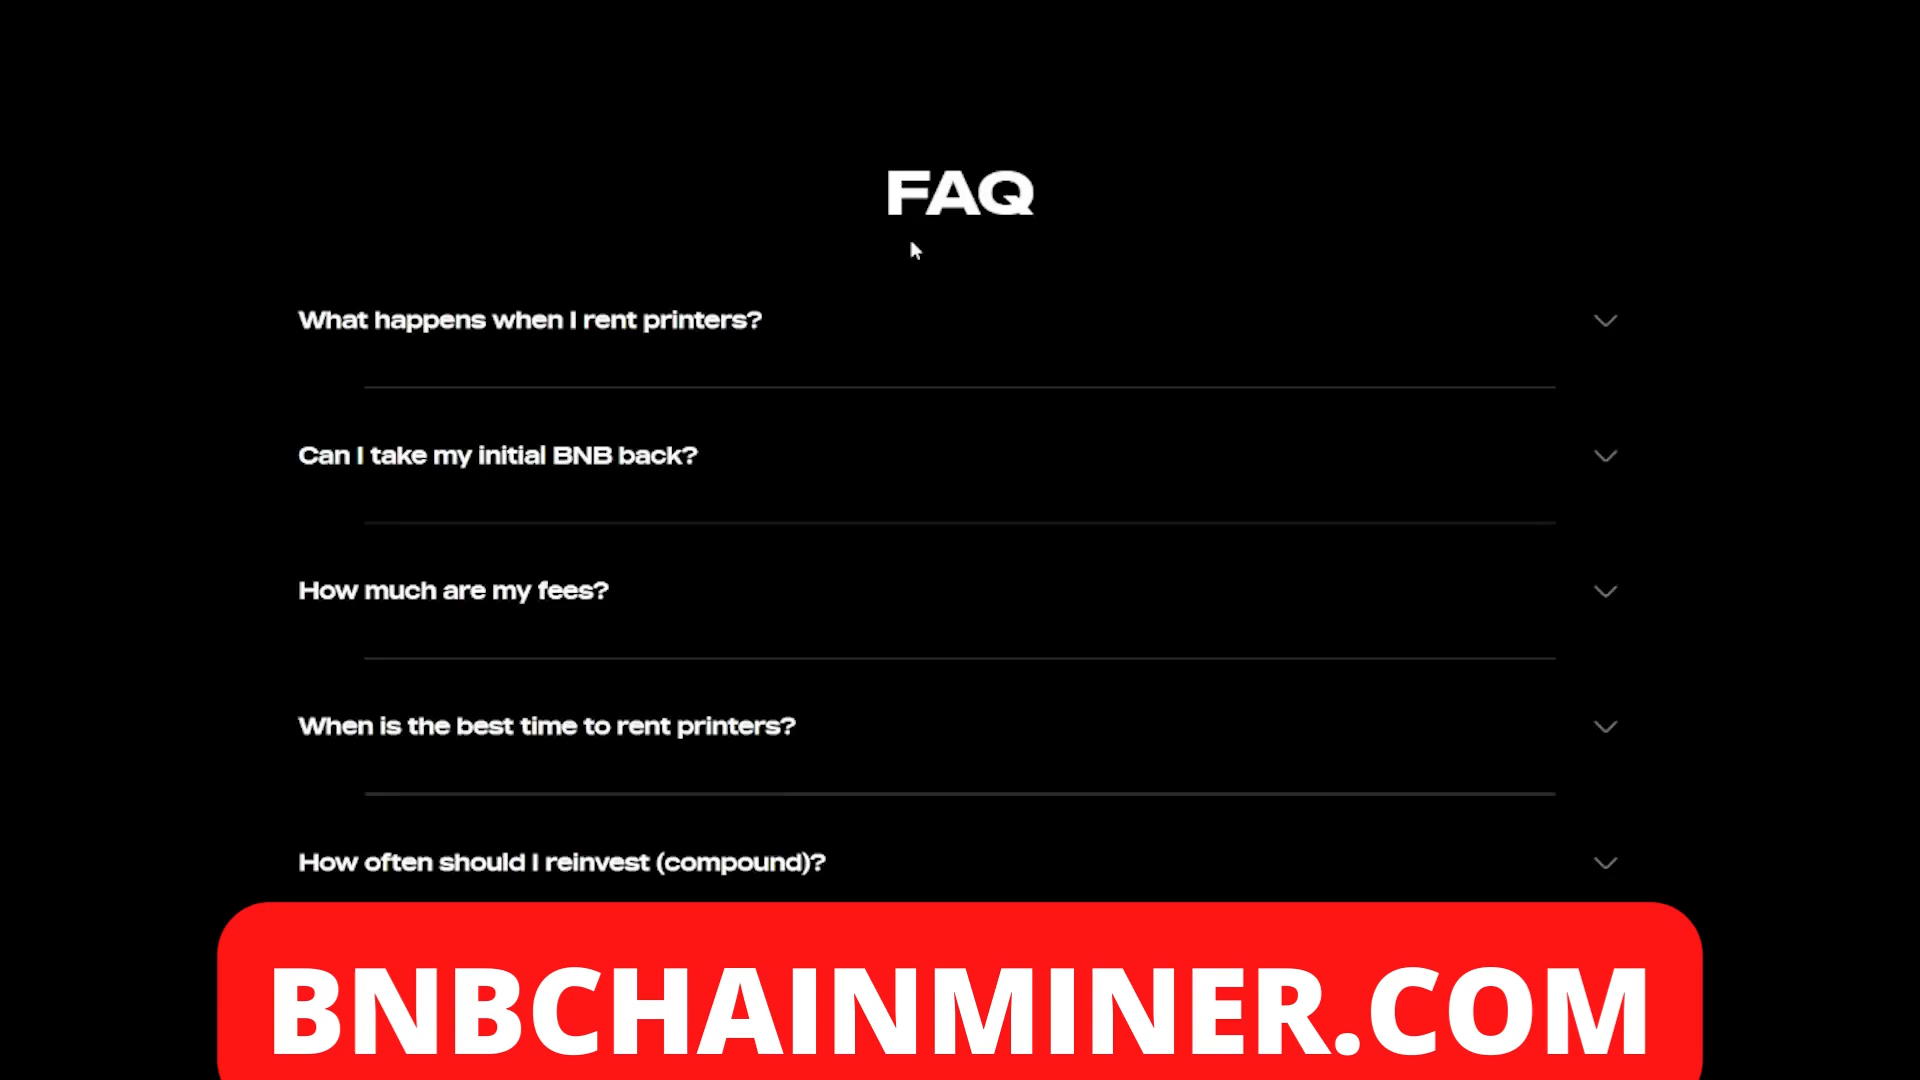 FAQ
What happens when I rent printers?
Can I take my initial BNB back?
How much are my fees?
When is the best time to rent printers?
How often should I reinvest (compound)?
BNBCHAINMINER.COM